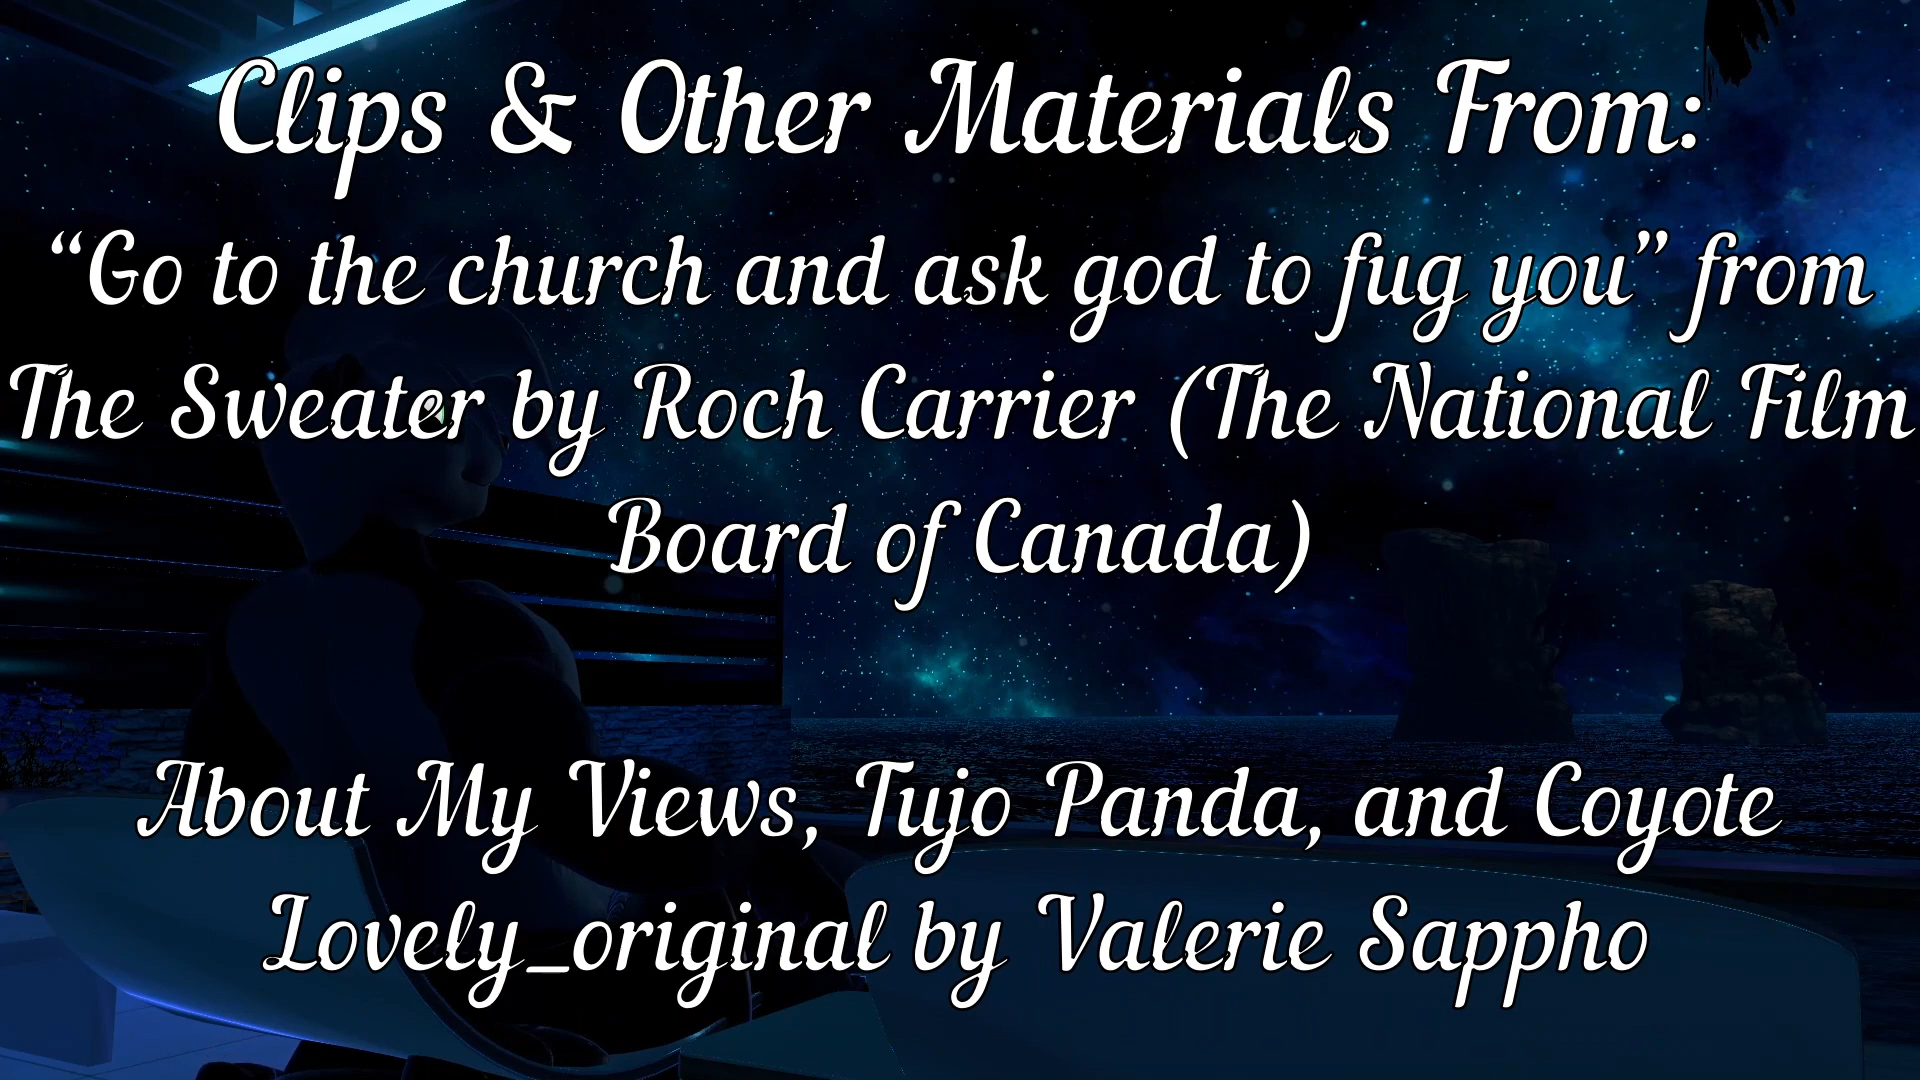 Clips & Other Materials From:
“Go to the church and ask god to fug you” from
The Sweater by Roch Carrier (The National Film
Board of Canada)
About My Views, Tujo Panda, and Coyote
Lovely_original by Valerie Sappho